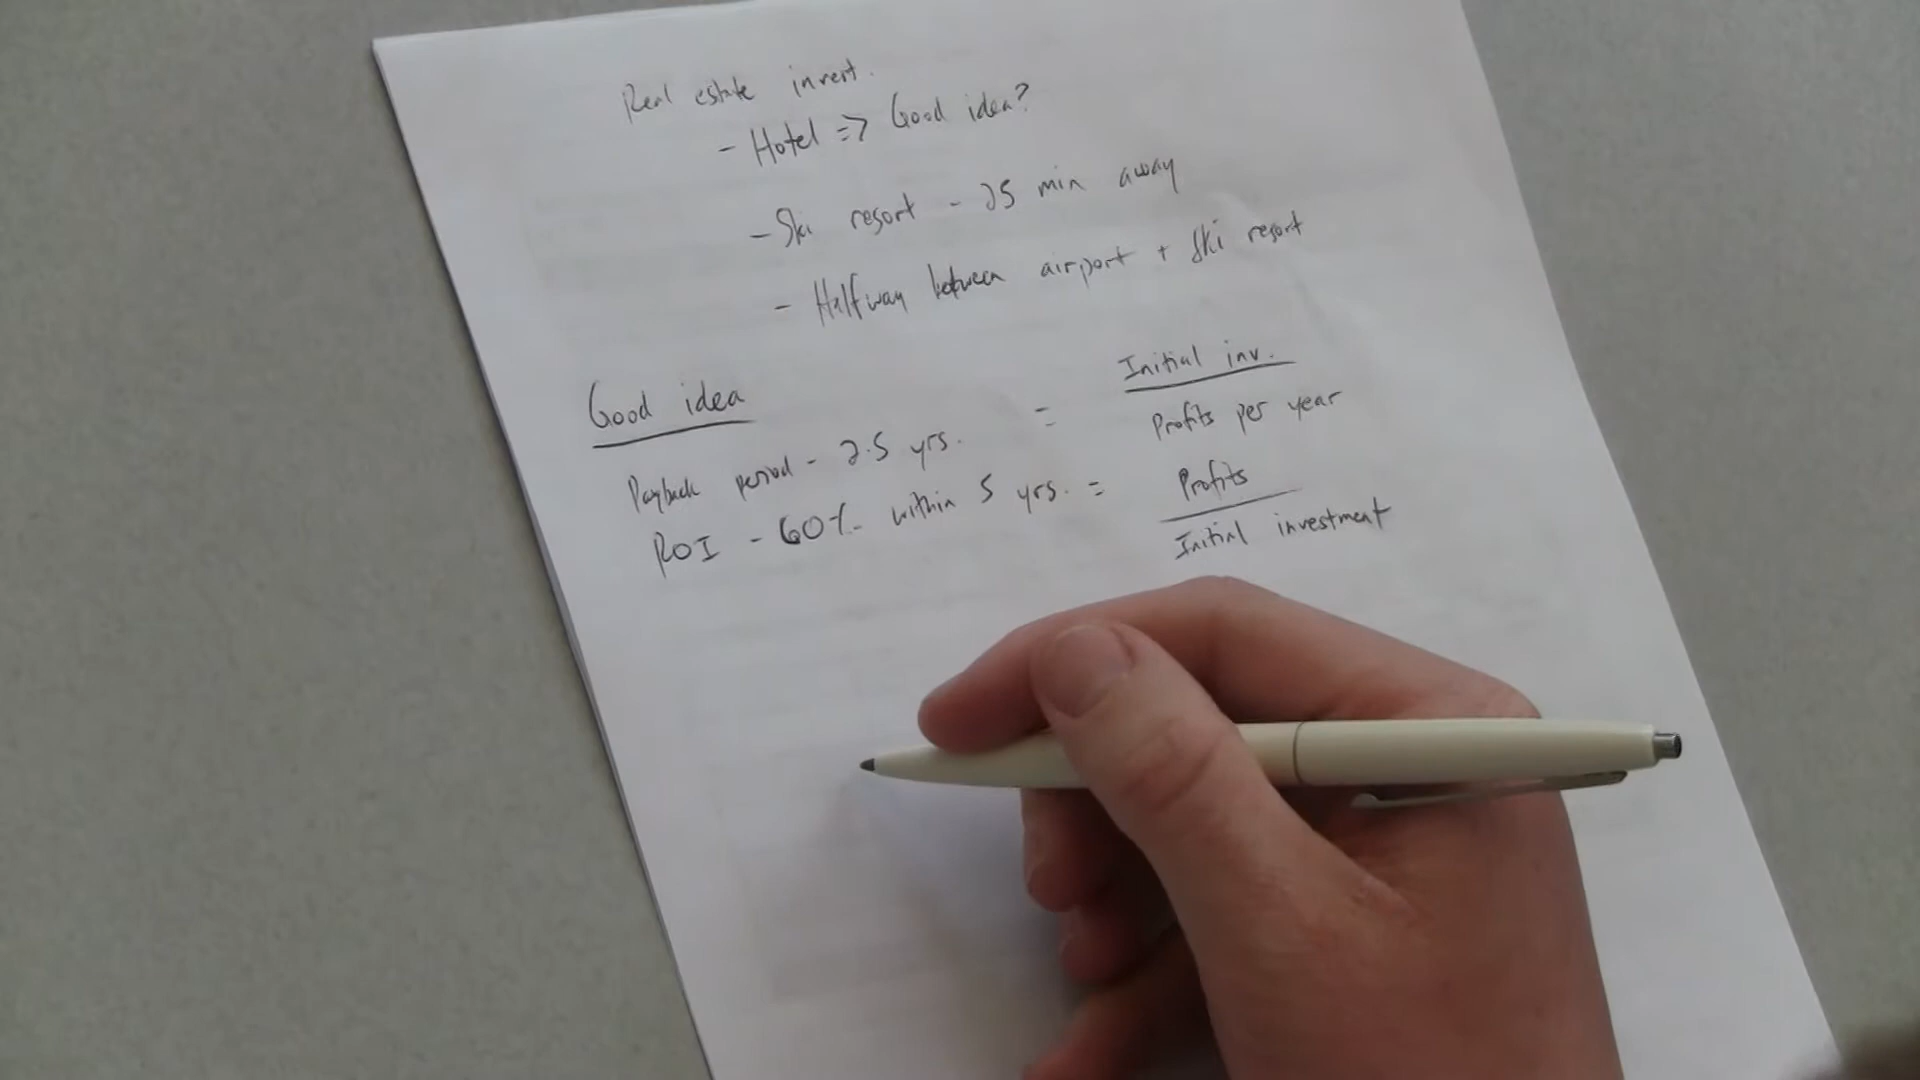 Real estate invest.
- Hotel => Good idea?
- Ski resort - 25 min away
- Halfway between airport + Ski resort
Good idea
Payback period - 2.5 yrs. = Initial inv. / Profits per year
ROI - 60% within 5 yrs. = Profits / Initial investment